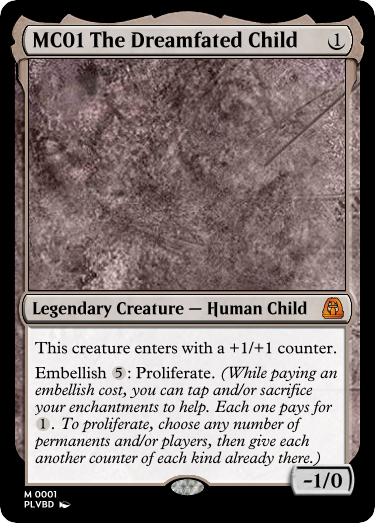 MC01 The Dreamfated Child 1
Legendary Creature — Human Child
This creature enters with a +1/+1 counter.
Embellish 5: Proliferate. (While paying an
embellish cost, you can tap and/or sacrifice
your enchantments to help. Each one pays for
1. To proliferate, choose any number of
permanents and/or players, then give each
another counter of each kind already there.)
-1/0
M 0001
PLVBD